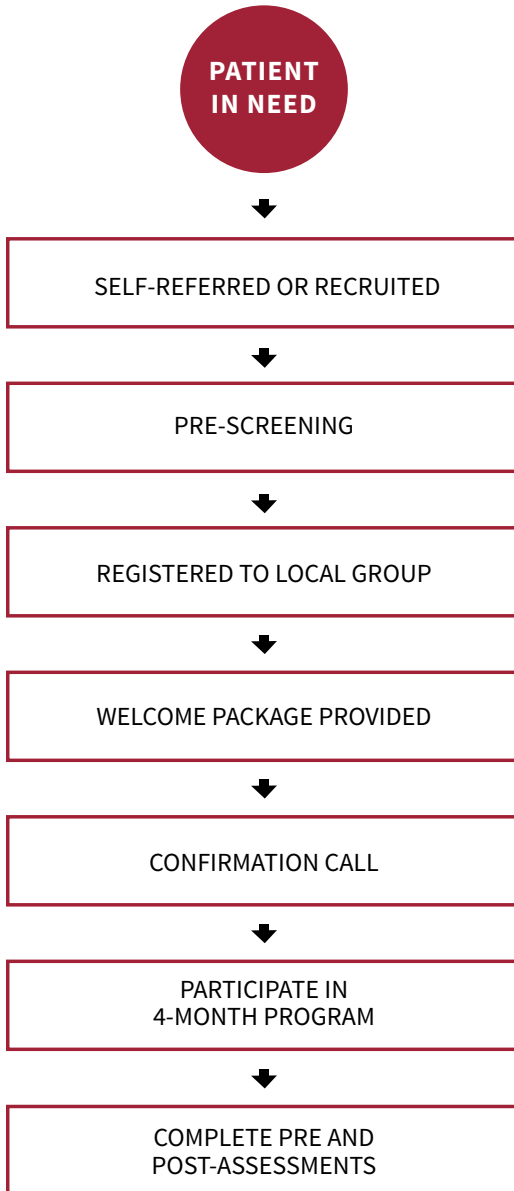 PATIENT
IN NEED
SELF-REFERRED OR RECRUITED
PRE-SCREENING
REGISTERED TO LOCAL GROUP
WELCOME PACKAGE PROVIDED
CONFIRMATION CALL
PARTICIPATE IN
4-MONTH PROGRAM
COMPLETE PRE AND
POST-ASSESSMENTS